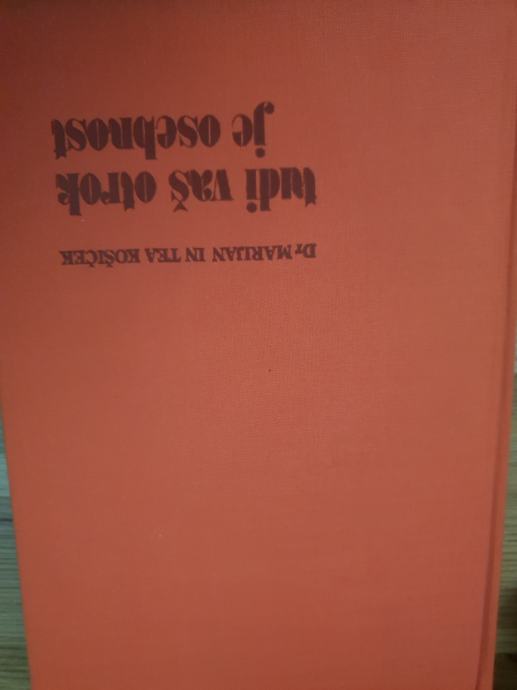 Dr MARIJAN IN TEA KOŠIČEK
tudi vaš otrok
je osebnost